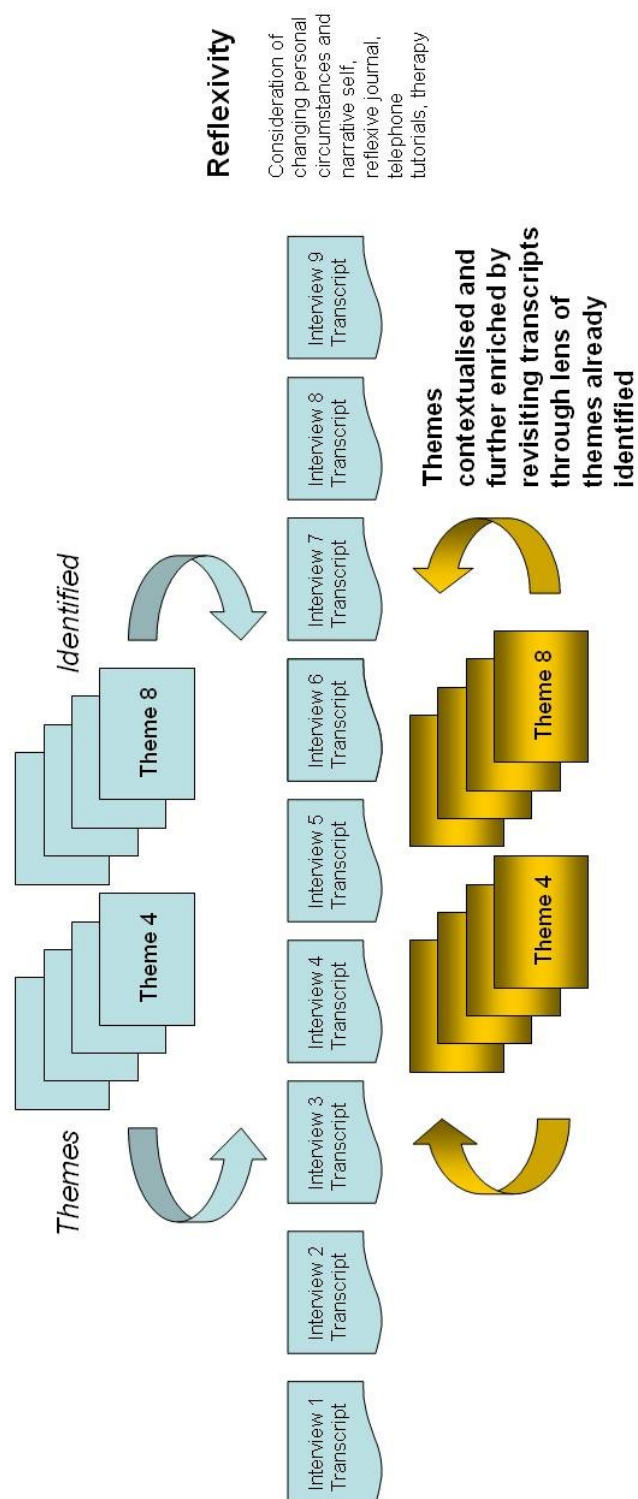 Themes
Identified
Theme 4
Theme 8
Reflexivity
Consideration of
changing personal
circumstances and
narrative self,
reflexive journal,
telephone
tutorials, therapy
Interview 1
Transcript
Interview 2
Transcript
Interview 3
Transcript
Interview 4
Transcript
Interview 5
Transcript
Interview 6
Transcript
Interview 7
Transcript
Interview 8
Transcript
Interview 9
Transcript
Theme 4
Theme 8
Themes
contextualised and
further enriched by
revisiting transcripts
through lens of
themes already
identified